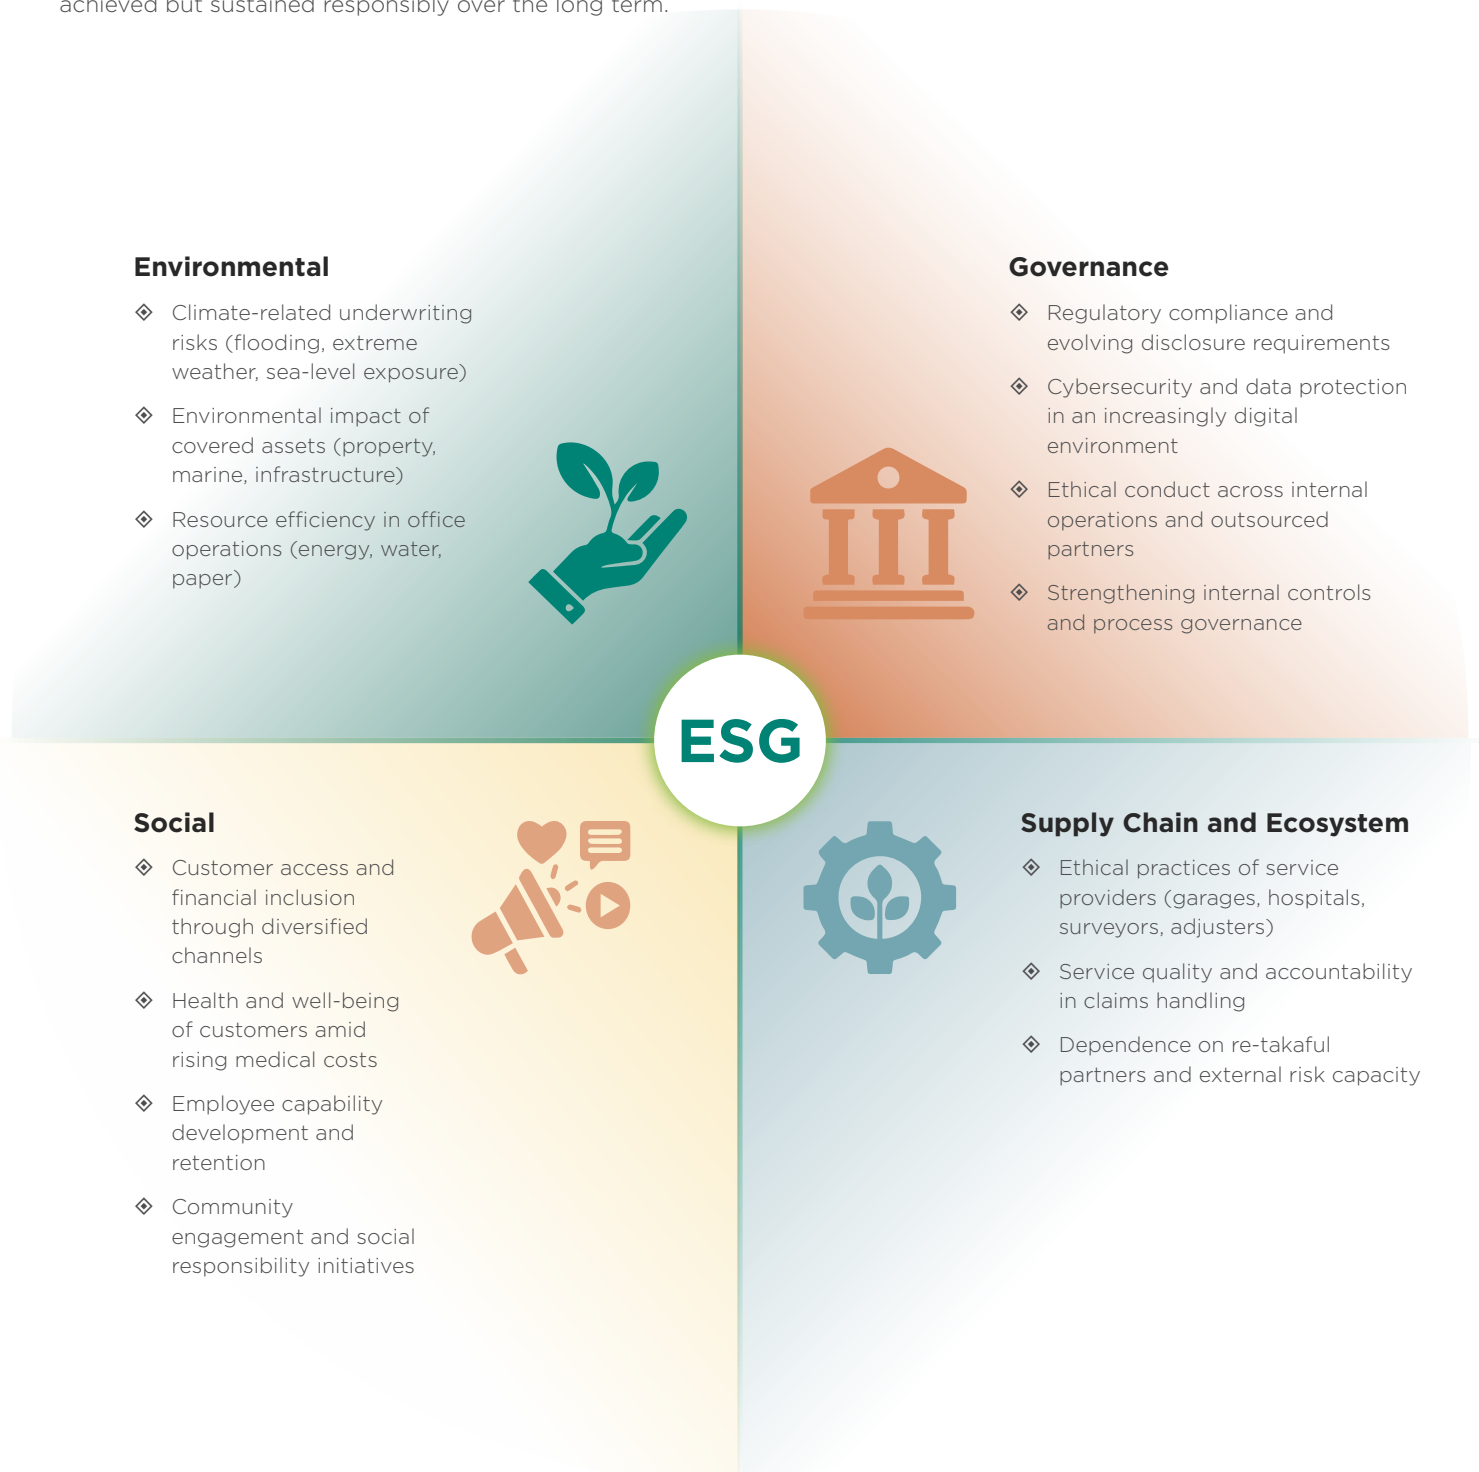 achieved but sustained responsibly over the long term.
Environmental
Climate-related underwriting
risks (flooding, extreme
weather, sea-level exposure)
Environmental impact of
covered assets (property,
marine, infrastructure)
Resource efficiency in office
operations (energy, water,
paper)
Governance
Regulatory compliance and
evolving disclosure requirements
Cybersecurity and data protection
in an increasingly digital
environment
Ethical conduct across internal
operations and outsourced
partners
Strengthening internal controls
and process governance
ESG
Social
Customer access and
financial inclusion
through diversified
channels
Health and well-being
of customers amid
rising medical costs
Employee capability
development and
retention
Community
engagement and social
responsibility initiatives
Supply Chain and Ecosystem
Ethical practices of service
providers (garages, hospitals,
surveyors, adjusters)
Service quality and accountability
in claims handling
Dependence on re-takaful
partners and external risk capacity